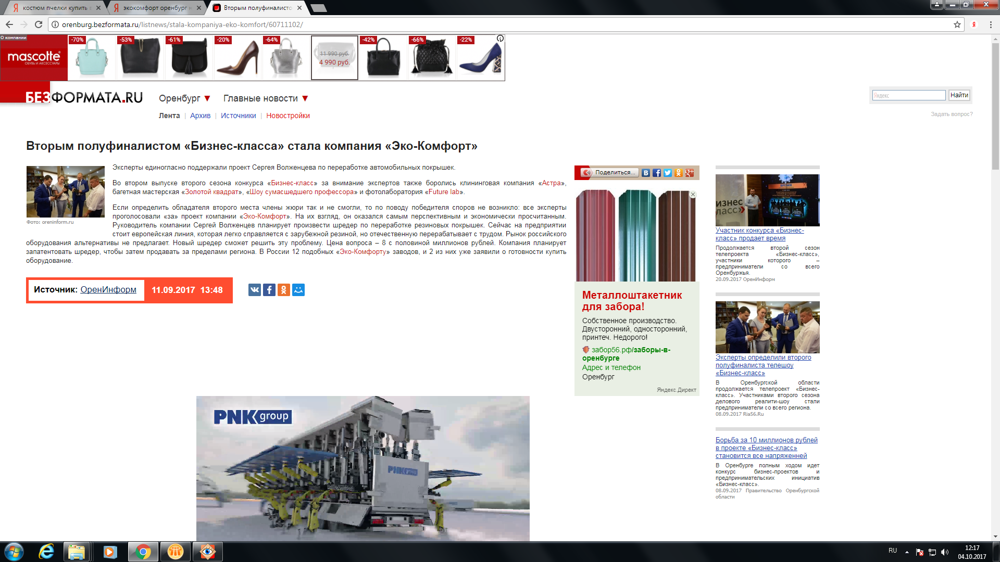 костюм пчелки купить в
экокомфорт оренбург н
Вторым полуфиналисто
orenburg.bezformata.ru/listnews/stala-kompaniya-eko-komfort/60711102/
О компании
mascotte
ОБУВЬ И АКСЕССУАРЫ
-70% -53% -61% -20% -64% -42% -66% -22%
11 990 руб.
4 990 руб.
БЕЗФОРМАТА.RU
Оренбург ▼ Главные новости ▼
Яндекс
Найти
Лента | Архив | Источники | Новостройки
Задать вопрос?
Вторым полуфиналистом «Бизнес-класса» стала компания «Эко-Комфорт»
Фото: oreninform.ru
Эксперты единогласно поддержали проект Сергея Волженцева по переработке автомобильных покрышек.
Во втором выпуске второго сезона конкурса «Бизнес-класс» за внимание экспертов также боролись клининговая компания «Астра»,
багетная мастерская «Золотой квадрат», «Шоу сумасшедшего профессора» и фотолаборатория «Future lab».
Если определить обладателя второго места члены жюри так и не смогли, то по поводу победителя споров не возникло: все эксперты
проголосовали «за» проект компании «Эко-Комфорт». На их взгляд, он оказался самым перспективным и экономически просчитанным.
Руководитель компании Сергей Волженцев планирует произвести шредер по переработке резиновых покрышек. Сейчас на предприятии
стоит европейская линия, которая легко справляется с зарубежной резиной, но отечественную перерабатывает с трудом. Рынок российского
оборудования альтернативы не предлагает. Новый шредер сможет решить эту проблему. Цена вопроса – 8 с половиной миллионов рублей. Компания планирует
запатентовать шредер, чтобы затем продавать за пределами региона. В России 12 подобных «Эко-Комфорту» заводов, и 2 из них уже заявили о готовности купить
оборудование.
Источник: ОренИнформ 11.09.2017 13:48
PNK group
PNKEKO
Поделиться...
Металлоштакетник
для забора!
Собственное производство.
Двусторонний, односторонний,
принтеч. Недорого!
забор56.рф/заборы-в-
оренбурге
Адрес и телефон
Оренбург
Яндекс.Директ
ВРЕМЯ
бизнес
класс»
Участник конкурса «Бизнес-
класс» продает время
Продолжается второй сезон
телепроекта «Бизнес-класс»,
участники которого –
предприниматели со всего
Оренбуржья.
20.09.2017 ОренИнформ
Эксперты определили второго
полуфиналиста телешоу
«Бизнес-класс»
В Оренбургской области
продолжается телепроект «Бизнес-
класс». Участниками второго сезона
делового реалити-шоу стали
предприниматели со всего региона.
08.09.2017 Ria56.Ru
Борьба за 10 миллионов рублей
в проекте «Бизнес-класс»
становится все напряженней
В Оренбурге полным ходом идет
конкурс бизнес-проектов и
предпринимательских инициатив
«Бизнес-класс».
08.09.2017 Правительство Оренбургской
области
RU
12:17
04.10.2017